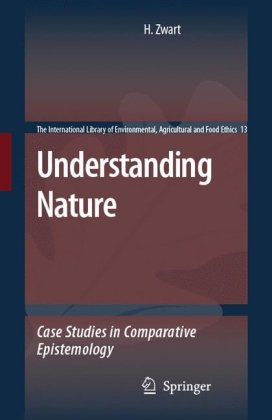 H. Zwart
The International Library of Environmental, Agricultural and Food Ethics 13
Understanding
Nature
Case Studies in Comparative
Epistemology
Springer